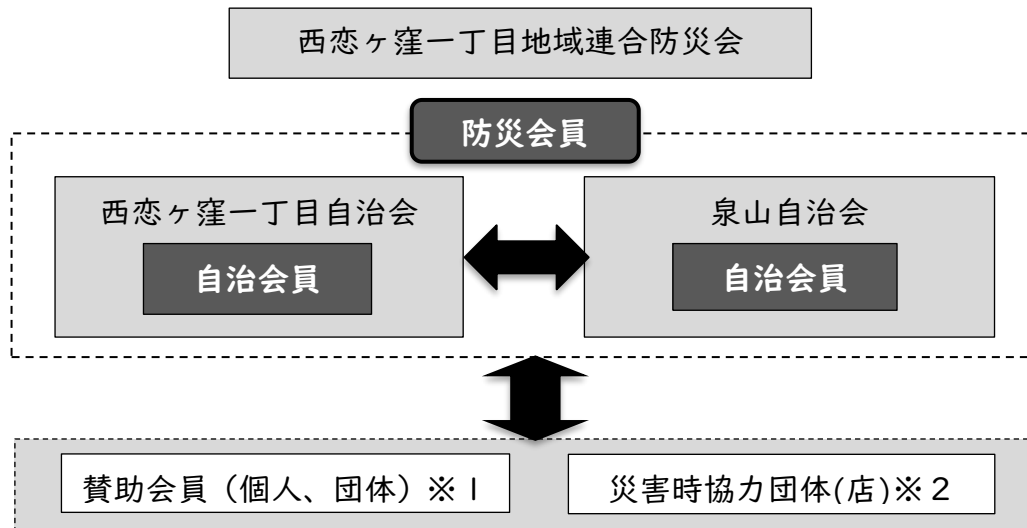 西恋ヶ窪一丁目地域連合防災会
防災会員
西恋ヶ窪一丁目自治会
自治会員
泉山自治会
自治会員
賛助会員（個人、団体）※１
災害時協力団体(店)※２